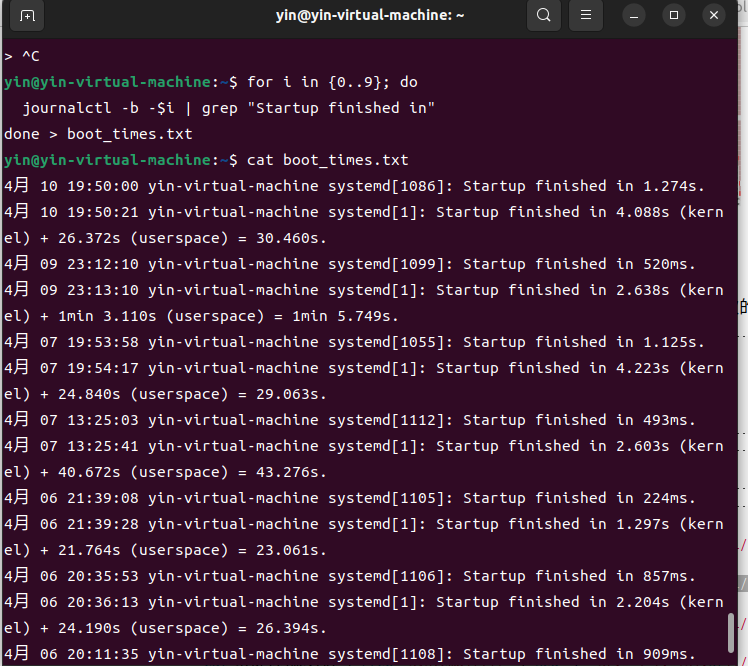 yin@yin-virtual-machine: ~
> ^C
yin@yin-virtual-machine:~$ for i in {0..9}; do
  journalctl -b -$i | grep "Startup finished in"
done > boot_times.txt
yin@yin-virtual-machine:~$ cat boot_times.txt
4月 10 19:50:00 yin-virtual-machine systemd[1086]: Startup finished in 1.274s.
4月 10 19:50:21 yin-virtual-machine systemd[1]: Startup finished in 4.088s (kern
el) + 26.372s (userspace) = 30.460s.
4月 09 23:12:10 yin-virtual-machine systemd[1099]: Startup finished in 520ms.
4月 09 23:13:10 yin-virtual-machine systemd[1]: Startup finished in 2.638s (kern
el) + 1min 3.110s (userspace) = 1min 5.749s.
4月 07 19:53:58 yin-virtual-machine systemd[1055]: Startup finished in 1.125s.
4月 07 19:54:17 yin-virtual-machine systemd[1]: Startup finished in 4.223s (kern
el) + 24.840s (userspace) = 29.063s.
4月 07 13:25:03 yin-virtual-machine systemd[1112]: Startup finished in 493ms.
4月 07 13:25:41 yin-virtual-machine systemd[1]: Startup finished in 2.603s (kern
el) + 40.672s (userspace) = 43.276s.
4月 06 21:39:08 yin-virtual-machine systemd[1105]: Startup finished in 224ms.
4月 06 21:39:28 yin-virtual-machine systemd[1]: Startup finished in 1.297s (kern
el) + 21.764s (userspace) = 23.061s.
4月 06 20:35:53 yin-virtual-machine systemd[1106]: Startup finished in 857ms.
4月 06 20:36:13 yin-virtual-machine systemd[1]: Startup finished in 2.204s (kern
el) + 24.190s (userspace) = 26.394s.
4月 06 20:11:35 yin-virtual-machine systemd[1108]: Startup finished in 909ms.